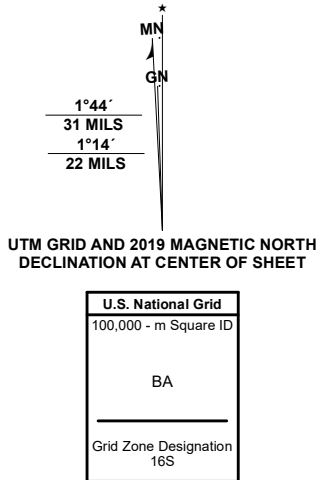 ★
MN
GN
1°44´
31 MILS
1°14´
22 MILS
UTM GRID AND 2019 MAGNETIC NORTH
DECLINATION AT CENTER OF SHEET
U.S. National Grid
100,000 - m Square ID
BA
Grid Zone Designation
16S